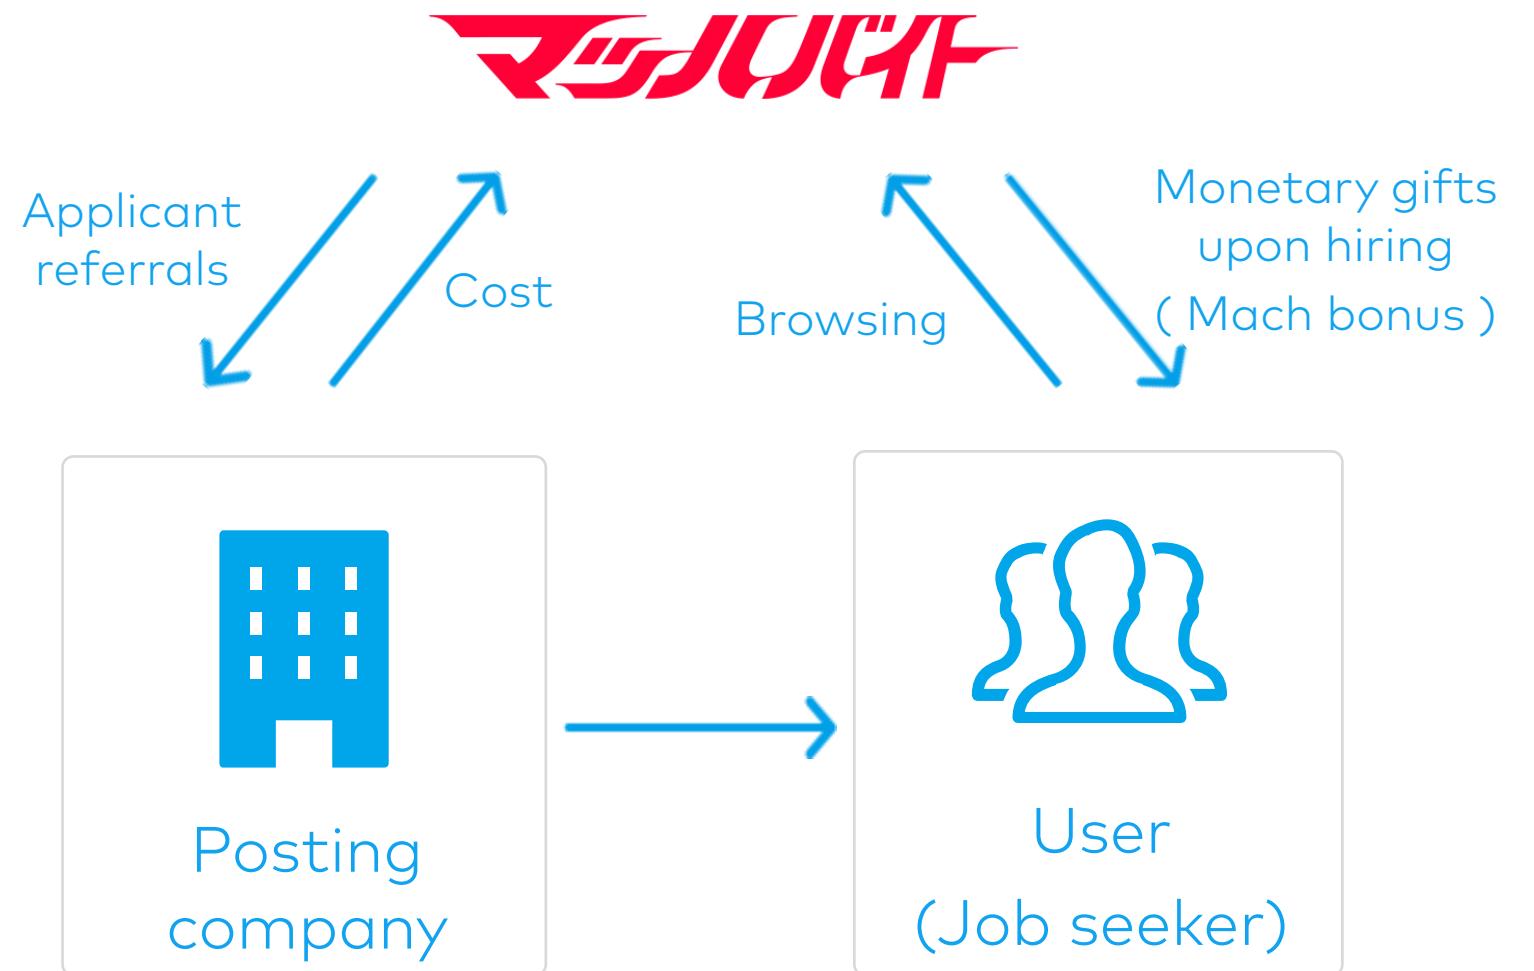 マッハバイト
Applicant
referrals
Cost
Browsing
Monetary gifts
upon hiring
( Mach bonus )
Posting
company
User
(Job seeker)